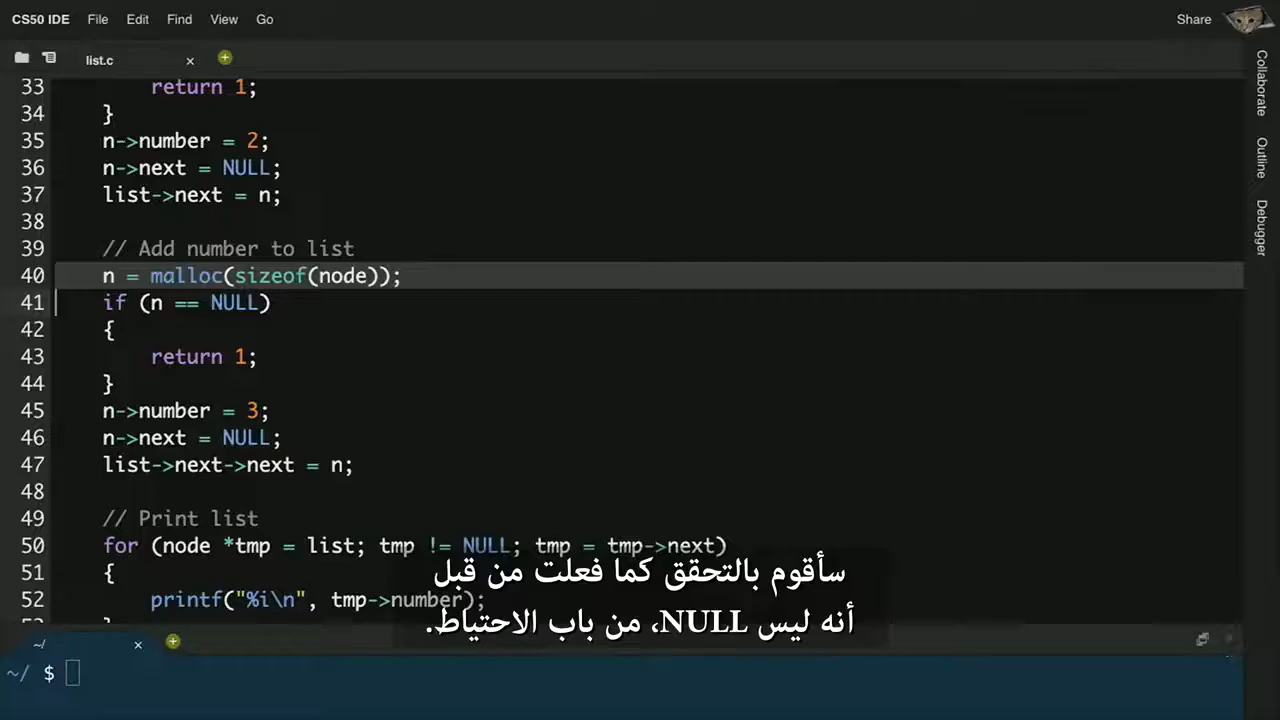 CS50 IDE File Edit Find View Go Share
list.c
Collaborate
Outline
Debugger
33 return 1;
34 }
35 n->number = 2;
36 n->next = NULL;
37 list->next = n;
38
39 // Add number to list
40 n = malloc(sizeof(node));
41 if (n == NULL)
42 {
43 return 1;
44 }
45 n->number = 3;
46 n->next = NULL;
47 list->next->next = n;
48
49 // Print list
50 for (node *tmp = list; tmp != NULL; tmp = tmp->next)
51 {
52 printf("%i\n", tmp->number);
سأقوم بالتحقق كما فعلت من قبل
أنه ليس NULL، من باب الاحتياط.
~/
~/ $